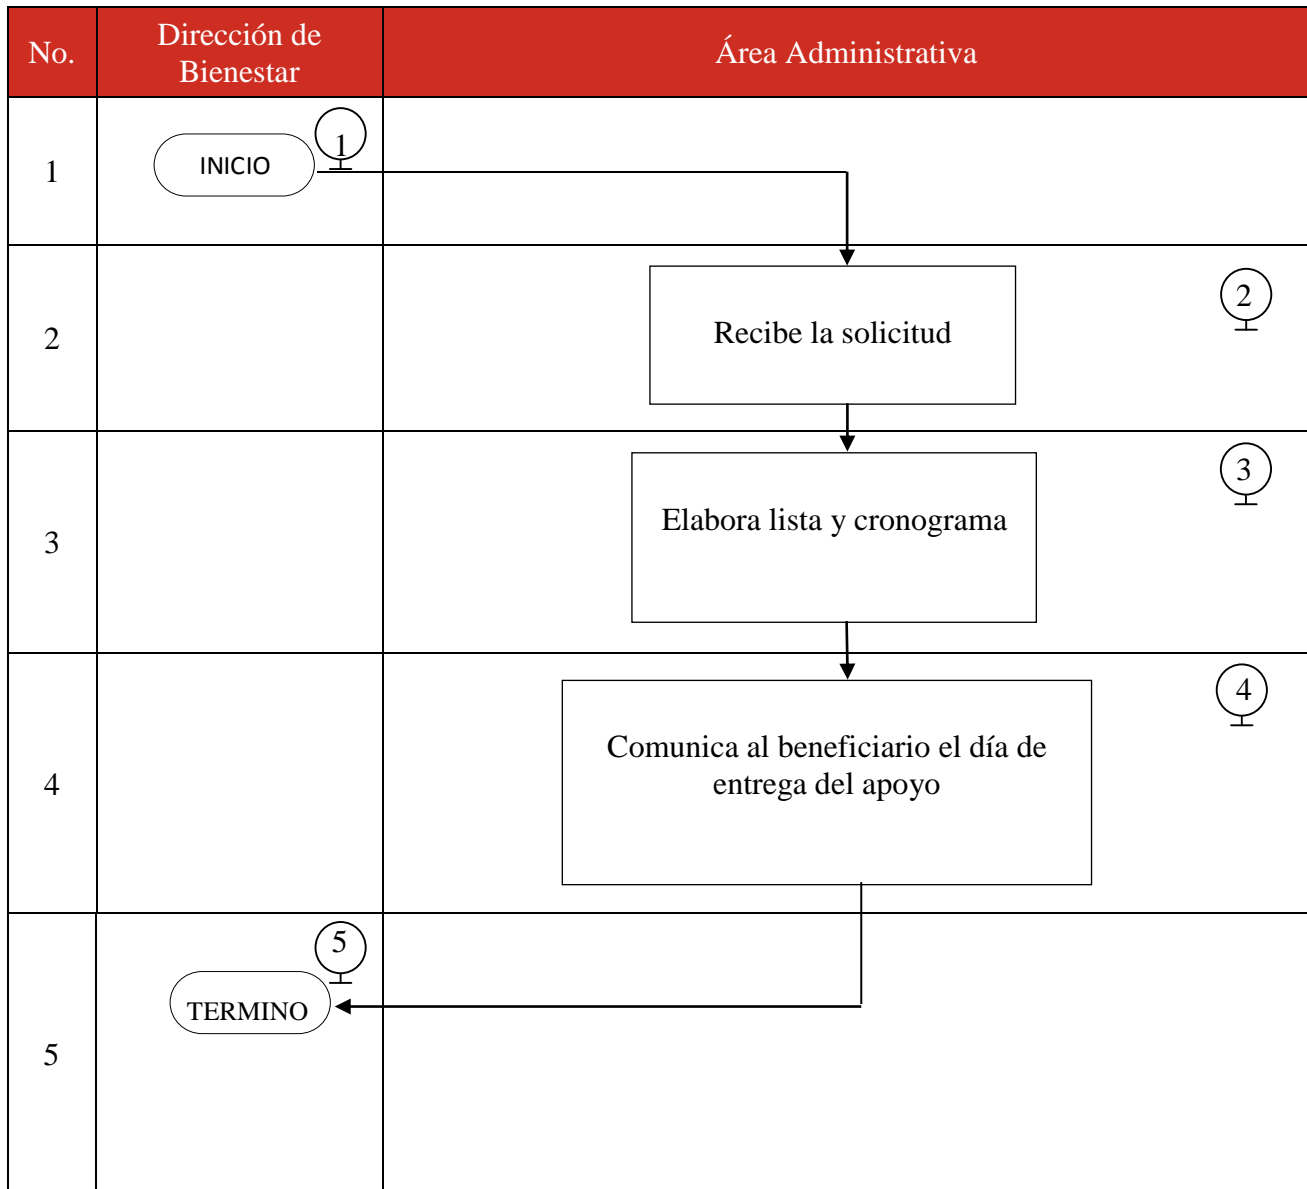 No.
Dirección de
Bienestar
Área Administrativa
1
INICIO
1
2
Recibe la solicitud
2
3
Elabora lista y cronograma
3
4
Comunica al beneficiario el día de
entrega del apoyo
4
5
TERMINO
5